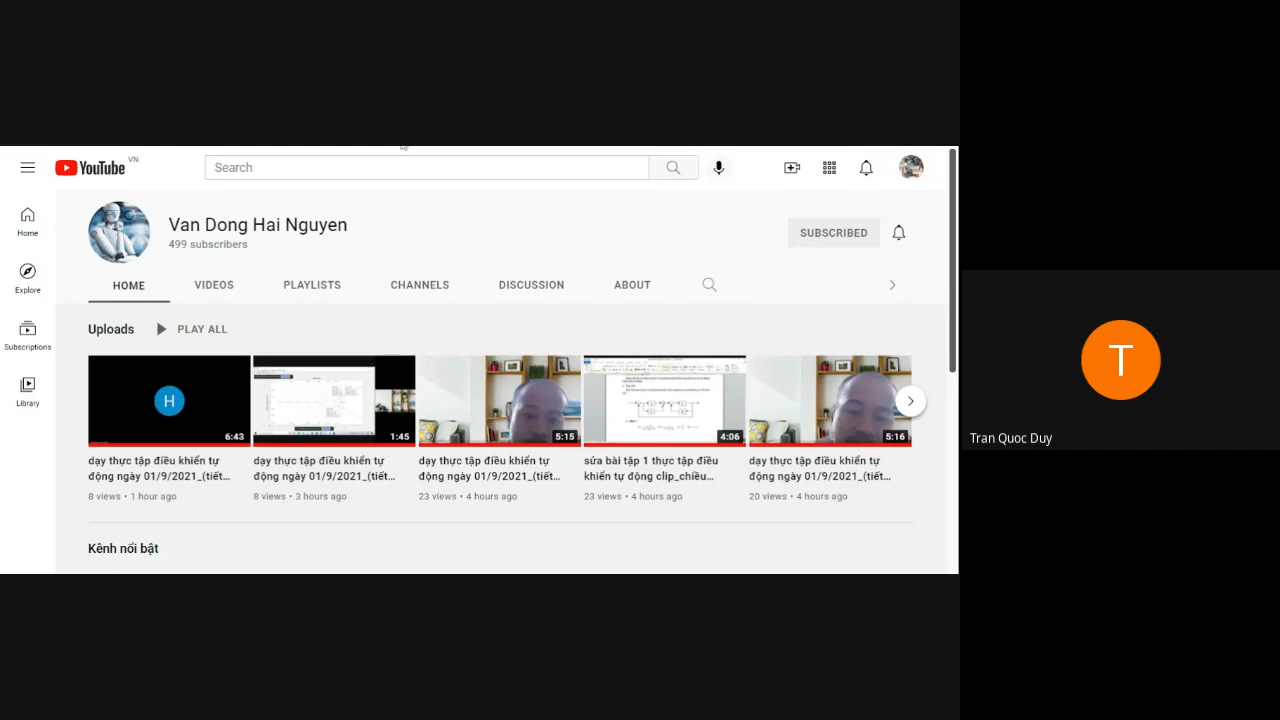 YouTube VN
Search
Home
Explore
Subscriptions
Library
Van Dong Hai Nguyen
499 subscribers
SUBSCRIBED
HOME VIDEOS PLAYLISTS CHANNELS DISCUSSION ABOUT
Uploads PLAY ALL
H
6:43
1:45
5:15
4:06
5:16
dạy thực tập điều khiển tự
động ngày 01/9/2021_(tiết...
8 views • 1 hour ago
dạy thực tập điều khiển tự
động ngày 01/9/2021_(tiết...
8 views • 3 hours ago
dạy thực tập điều khiển tự
động ngày 01/9/2021_(tiết...
23 views • 4 hours ago
sửa bài tập 1 thực tập điều
khiển tự động clip_chiều...
23 views • 4 hours ago
dạy thực tập điều khiển tự
động ngày 01/9/2021_(tiết...
20 views • 4 hours ago
Kênh nổi bật
T
Tran Quoc Duy